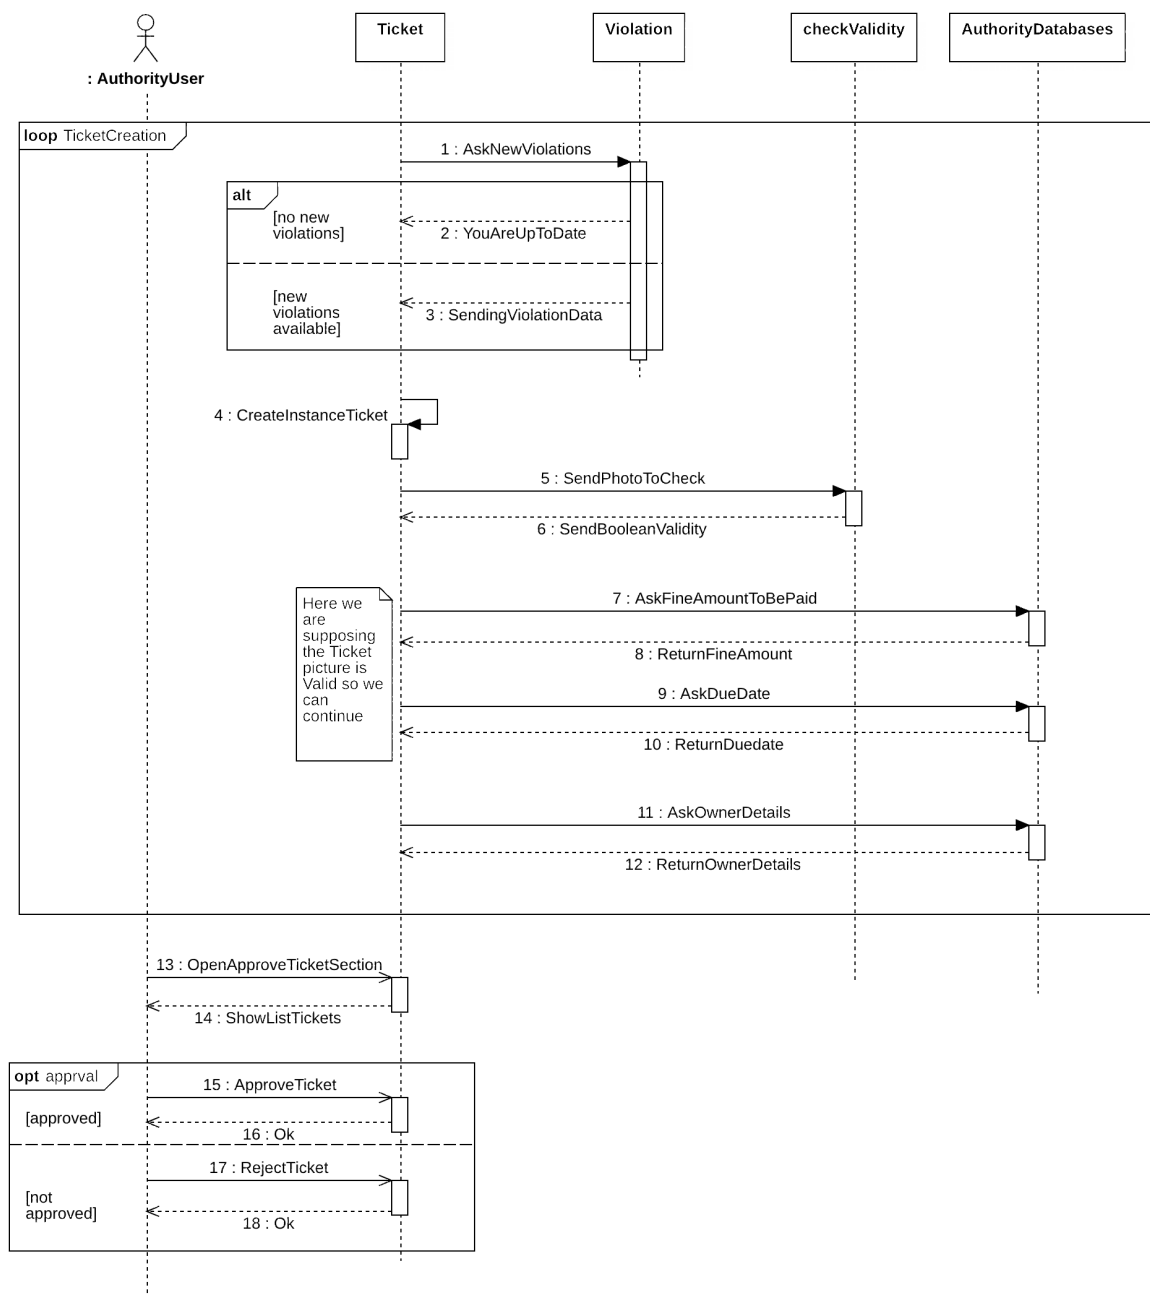 Ticket
Violation
checkValidity
AuthorityDatabases
: AuthorityUser
loop TicketCreation
1 : AskNewViolations
alt
[no new
violations]
2 : YouAreUpToDate
[new
violations
available]
3 : SendingViolationData
4 : CreateInstanceTicket
5 : SendPhotoToCheck
6 : SendBooleanValidity
Here we
are
supposing
the Ticket
picture is
Valid so we
can
continue
7 : AskFineAmountToBePaid
8 : ReturnFineAmount
9 : AskDueDate
10 : ReturnDuedate
11 : AskOwnerDetails
12 : ReturnOwnerDetails
13 : OpenApproveTicketSection
14 : ShowListTickets
opt apprval
15 : ApproveTicket
[approved]
16 : Ok
17 : RejectTicket
[not
approved]
18 : Ok